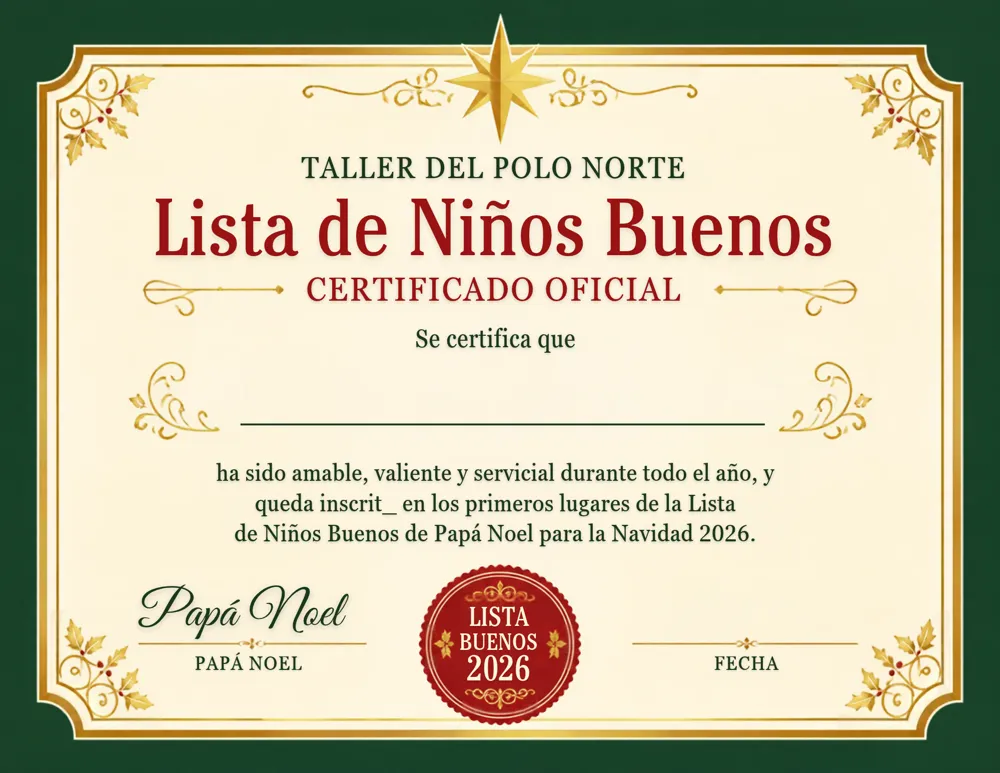 TALLER DEL POLO NORTE
Lista de Niños Buenos
CERTIFICADO OFICIAL
Se certifica que
ha sido amable, valiente y servicial durante todo el año, y
queda inscrit_ en los primeros lugares de la Lista
de Niños Buenos de Papá Noel para la Navidad 2026.
Papá Noel
PAPÁ NOEL
LISTA
BUENOS
2026
FECHA